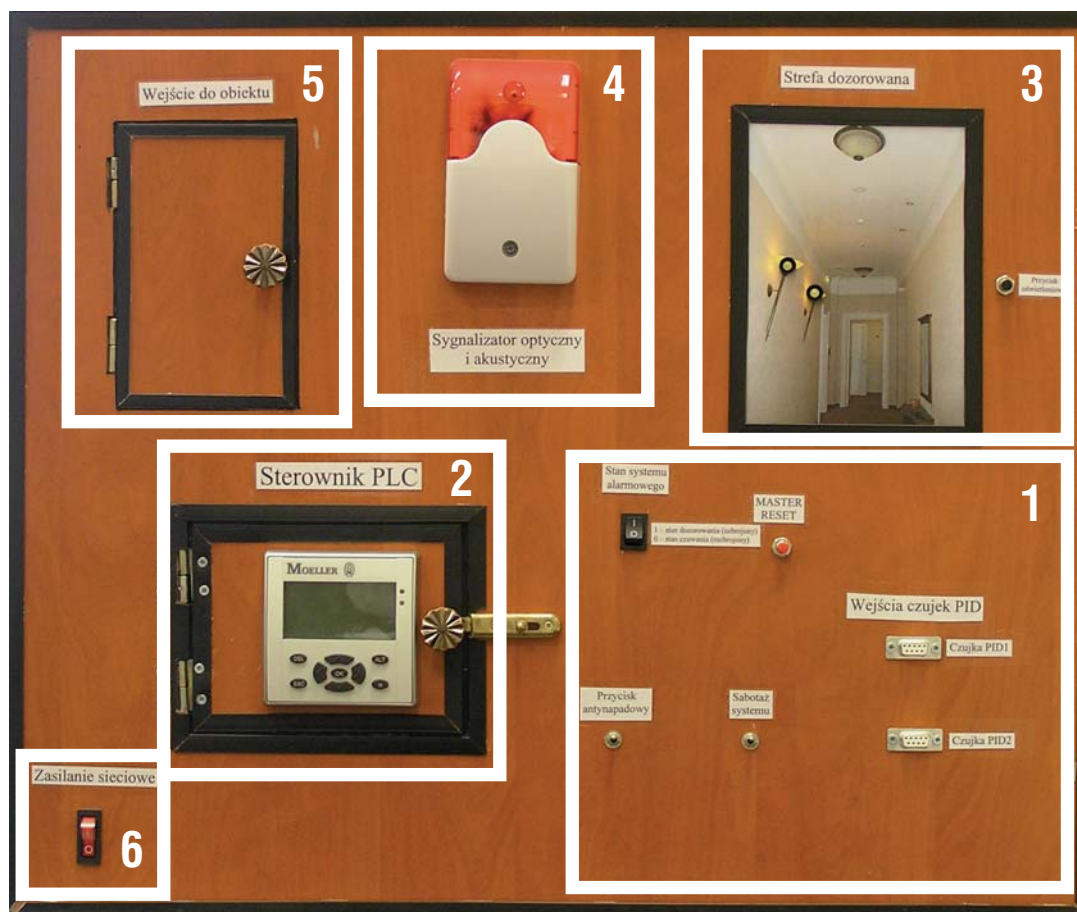 5
Wejście do obiektu
4
Sygnalizator optyczny
i akustyczny
3
Strefa dozorowana
Przycisk
oświetleniowy
2
Sterownik PLC
MOELLER
DEL
ALT
ESC
OK
1
Stan systemu
alarmowego
I
O
1 – stan dozorowania (uzbrojony)
0 – stan czuwania (rozbrojony)
MASTER
RESET
Wejścia czujek PID
Czujka PID1
Przycisk
antynapadowy
Sabotaż
systemu
Czujka PID2
Zasilanie sieciowe
6
O